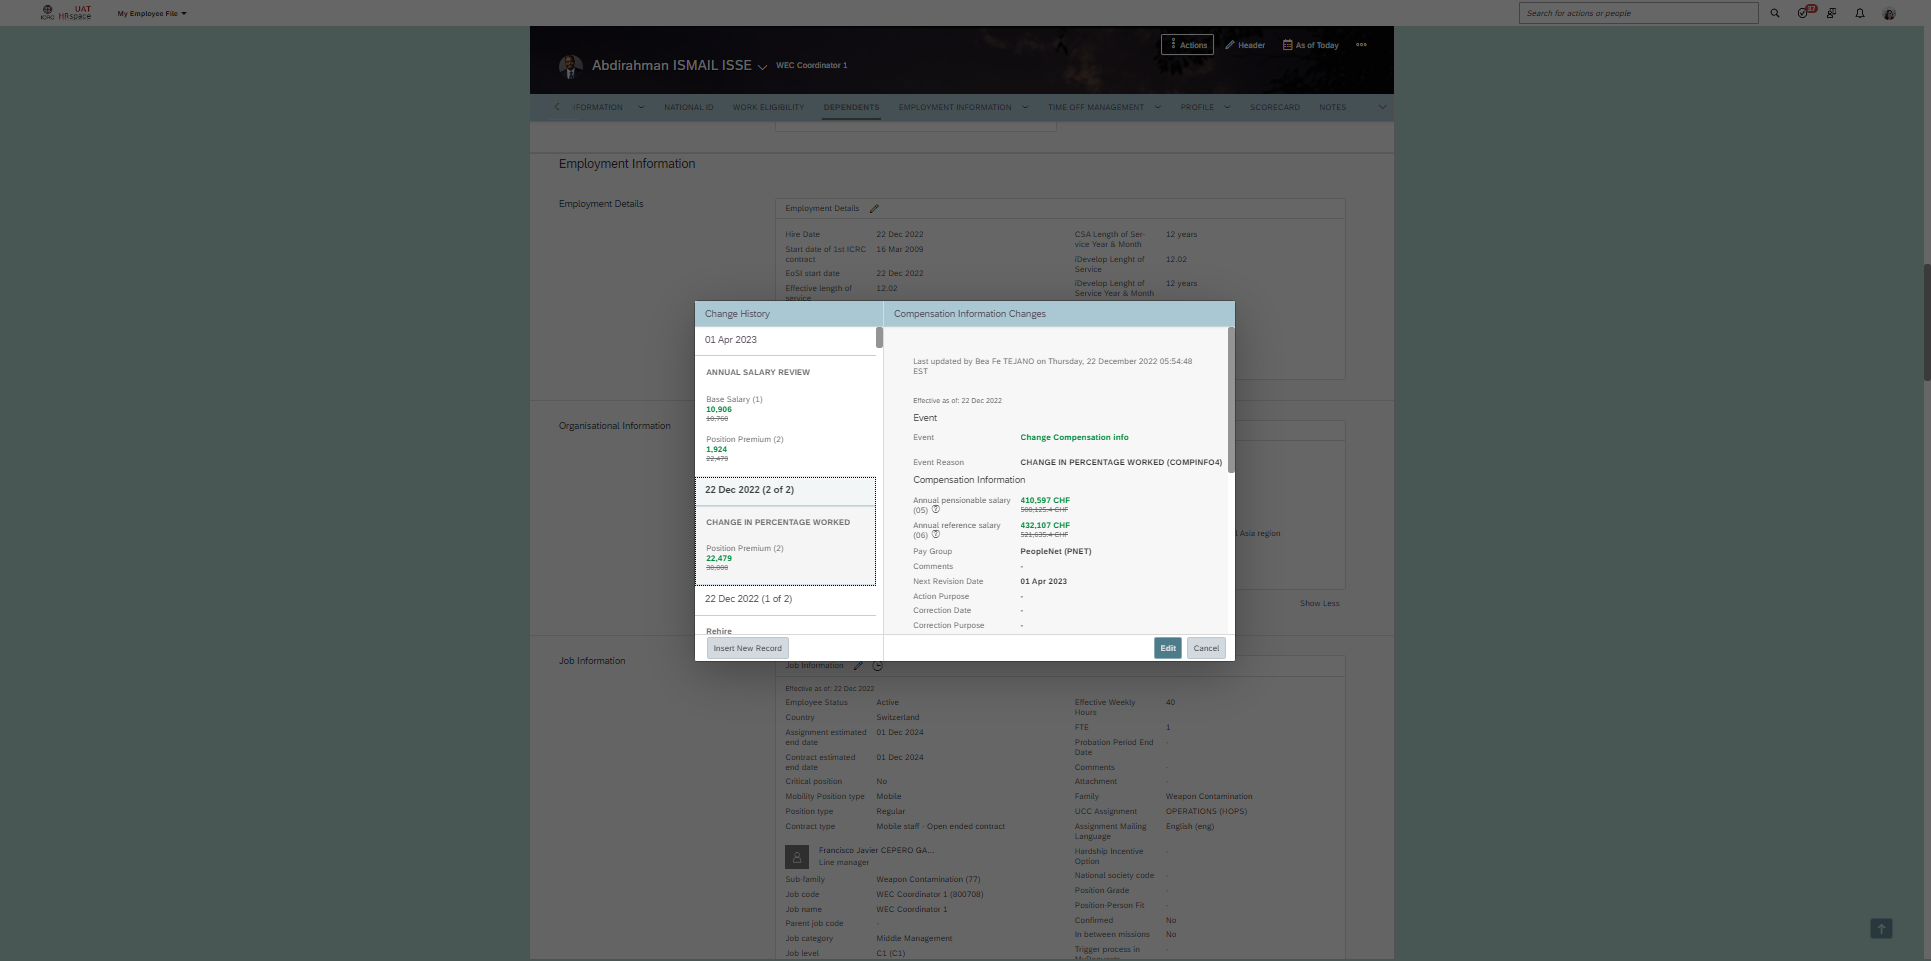 ICRC UAT HRspace
My Employee File
Search for actions or people
37
Actions
Header
As of Today
Abdirahman ISMAIL ISSE
WEC Coordinator 1
IFORMATION
NATIONAL ID
WORK ELIGIBILITY
DEPENDENTS
EMPLOYMENT INFORMATION
TIME OFF MANAGEMENT
PROFILE
SCORECARD
NOTES
Employment Information
Employment Details
Employment Details
Hire Date 22 Dec 2022
Start date of 1st ICRC contract 16 Mar 2009
EoSI start date 22 Dec 2022
Effective length of service 12.02
CSA Length of Ser-
vice Year & Month 12 years
iDevelop Lenght of Service 12.02
iDevelop Lenght of Service Year & Month 12 years
Change History
01 Apr 2023
ANNUAL SALARY REVIEW
Base Salary (1)
10,906
10,760
Position Premium (2)
1,924
22,479
22 Dec 2022 (2 of 2)
CHANGE IN PERCENTAGE WORKED
Position Premium (2)
22,479
30,000
22 Dec 2022 (1 of 2)
Rehire
Insert New Record
Compensation Information Changes
Last updated by Bea Fe TEJANO on Thursday, 22 December 2022 05:54:48
EST
Effective as of: 22 Dec 2022
Event
Event Change Compensation info
Event Reason CHANGE IN PERCENTAGE WORKED (COMPINFO4)
Compensation Information
Annual pensionable salary (05) 410,597 CHF
500,125.4 CHF
Annual reference salary (06) 432,107 CHF
521,635.4 CHF
Pay Group PeopleNet (PNET)
Comments -
Next Revision Date 01 Apr 2023
Action Purpose -
Correction Date -
Correction Purpose -
Edit
Cancel
Organisational Information
Asia region
Show Less
Job Information
Job Information
Effective as of: 22 Dec 2022
Employee Status Active
Country Switzerland
Assignment estimated end date 01 Dec 2024
Contract estimated end date 01 Dec 2024
Critical position No
Mobility Position type Mobile
Position type Regular
Contract type Mobile staff - Open ended contract
Francisco Javier CEPERO GA...
Line manager
Sub-family Weapon Contamination (77)
Job code WEC Coordinator 1 (800708)
Job name WEC Coordinator 1
Parent job code -
Job category Middle Management
Job level C1 (C1)
Effective Weekly Hours 40
FTE 1
Probation Period End Date -
Comments -
Attachment -
Family Weapon Contamination
UCC Assignment OPERATIONS (HOPS)
Assignment Mailing Language English (eng)
Hardship Incentive Option -
National society code -
Position Grade -
Position-Person Fit -
Confirmed No
In between missions No
Trigger process in -